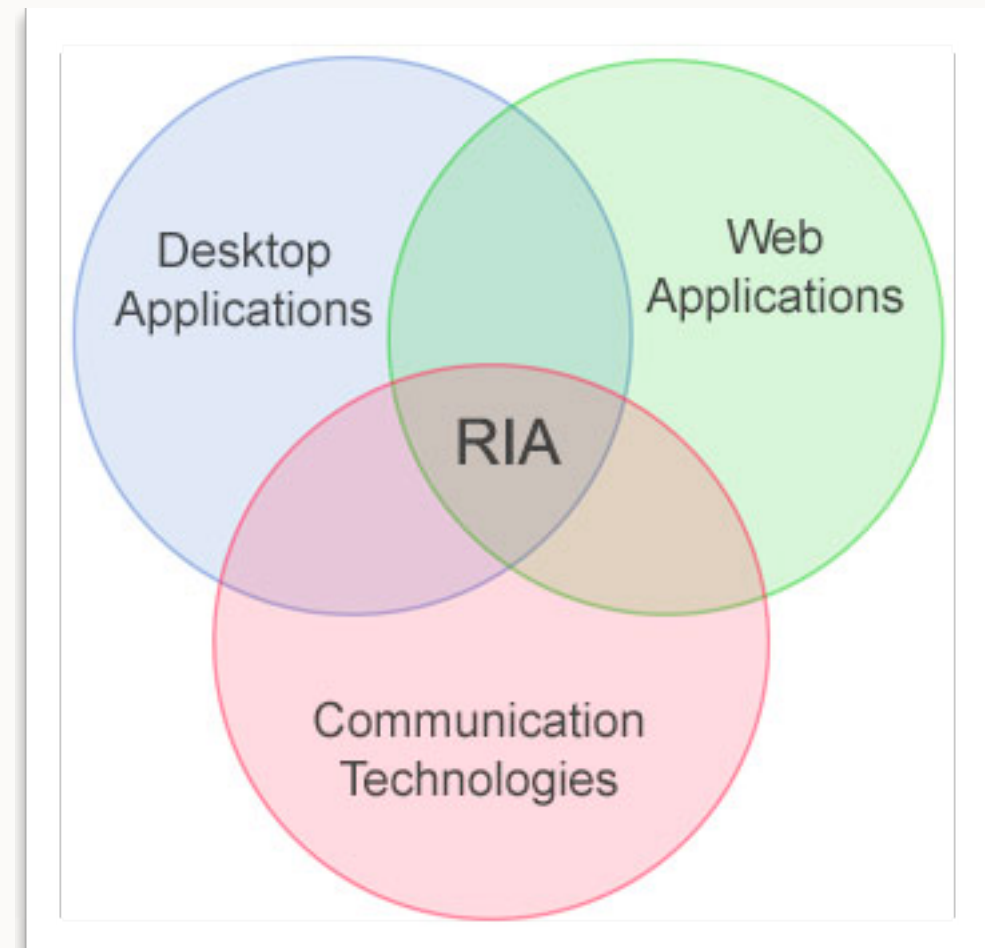 Desktop
Applications
Web
Applications
RIA
Communication
Technologies